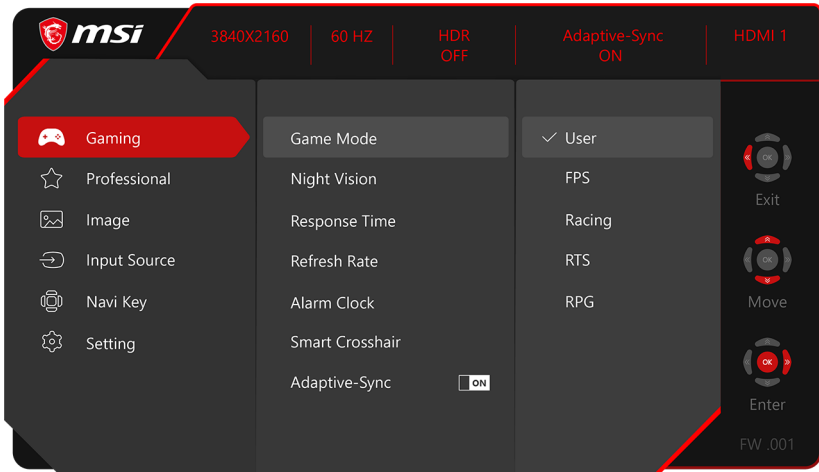 msi
3840X2160
60 HZ
HDR
OFF
Adaptive-Sync
ON
HDMI 1
Gaming
Professional
Image
Input Source
Navi Key
Setting
Game Mode
Night Vision
Response Time
Refresh Rate
Alarm Clock
Smart Crosshair
Adaptive-Sync ON
User
FPS
Racing
RTS
RPG
OK
Exit
OK
Move
OK
Enter
FW .001